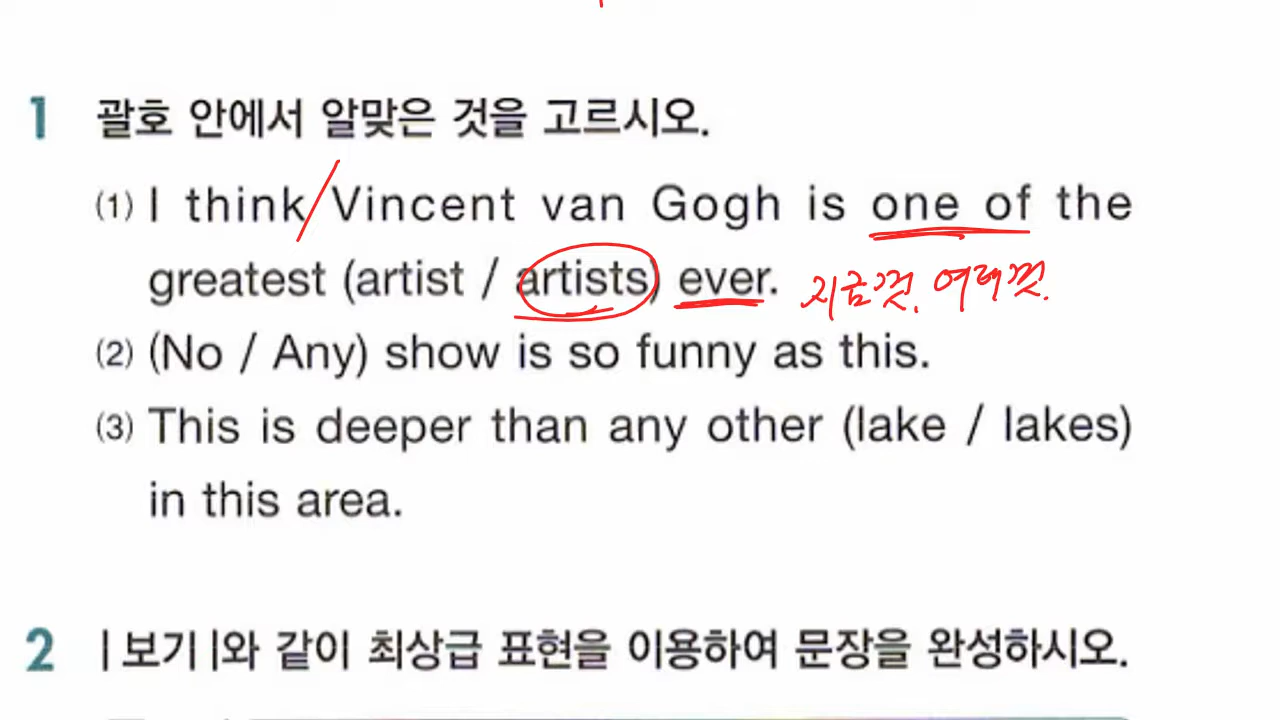 1 괄호 안에서 알맞은 것을 고르시오.
(1) I think Vincent van Gogh is one of the
greatest (artist / artists) ever. 지금껏, 여태껏.
(2) (No / Any) show is so funny as this.
(3) This is deeper than any other (lake / lakes)
in this area.
2 |보기|와 같이 최상급 표현을 이용하여 문장을 완성하시오.